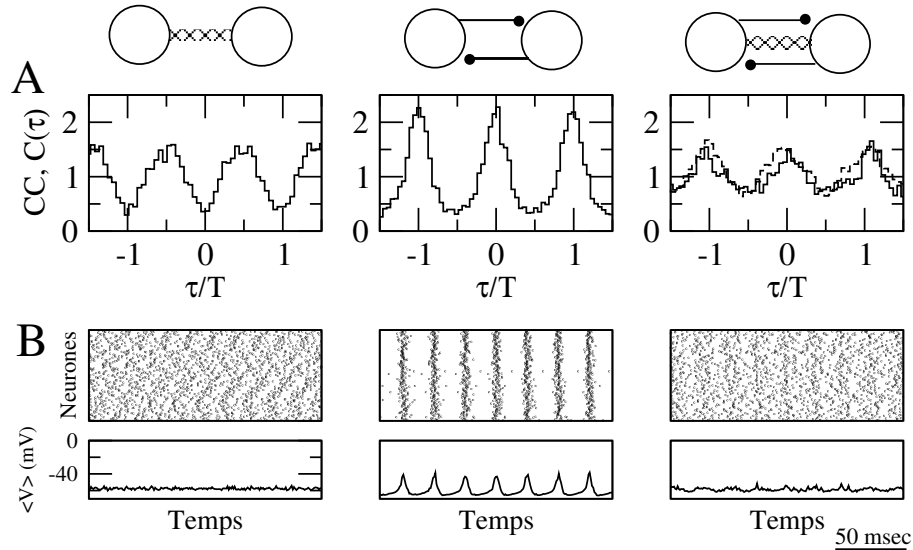 A
CC, C(τ)
2
1
0
-1 0 1
τ/T
2
1
0
-1 0 1
τ/T
2
1
0
-1 0 1
τ/T
B
Neurones
<V> (mV)
0
-40
Temps
Temps
Temps
50 msec